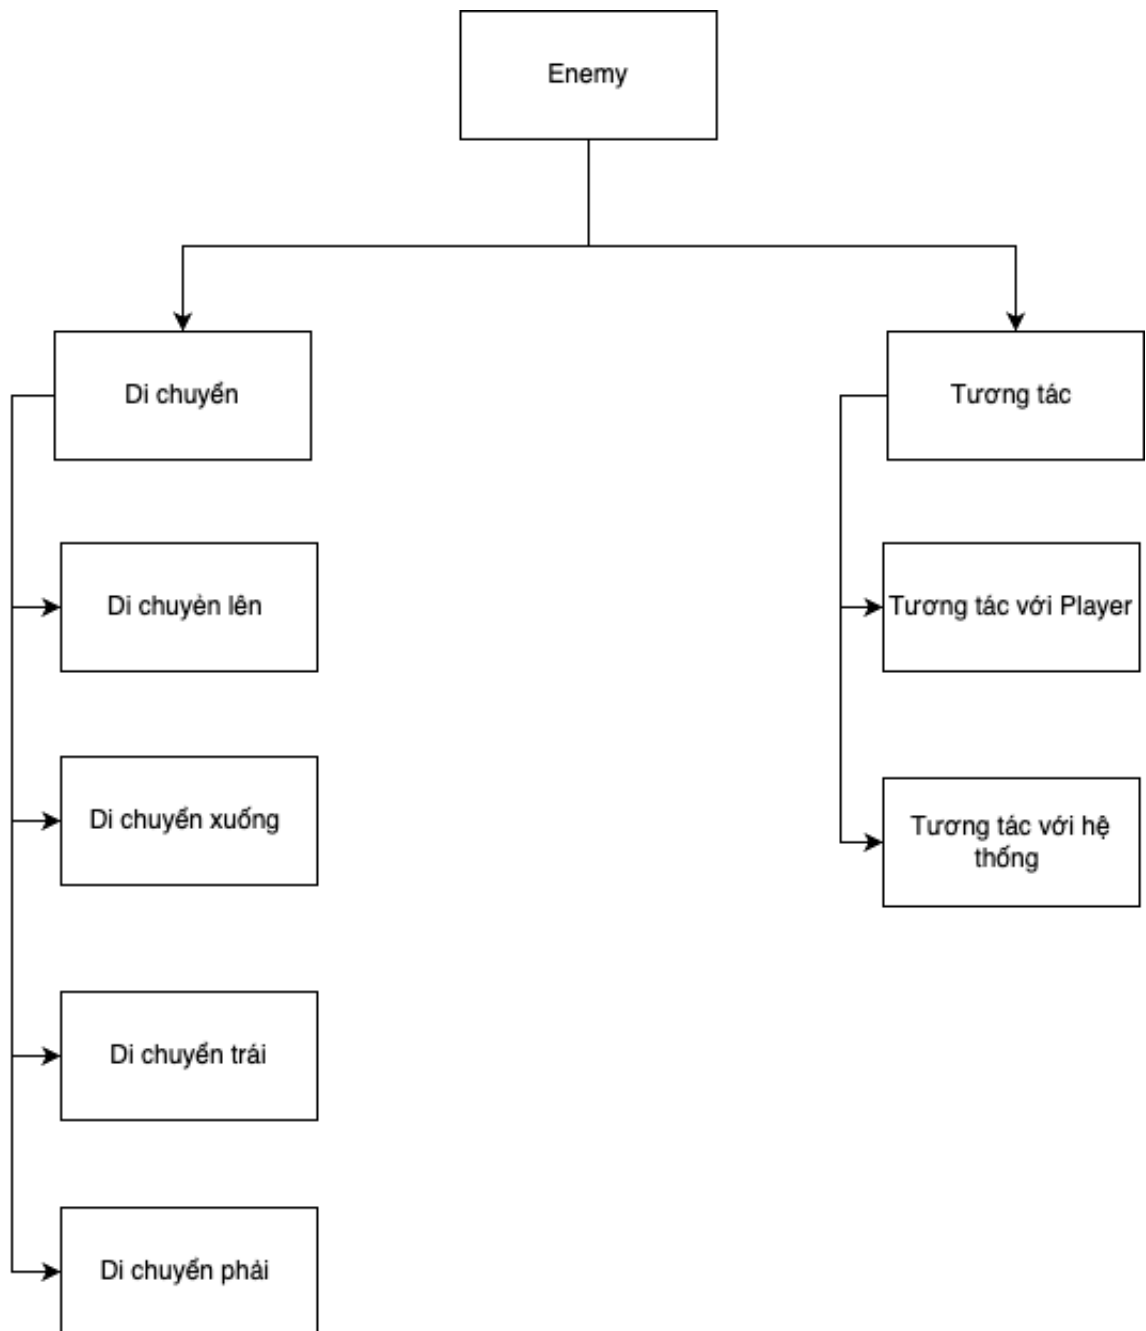 Enemy
Di chuyển
Tương tác
Di chuyẻn lên
Tương tác với Player
Di chuyển xuống
Tương tác với hệ
thống
Di chuyển trái
Di chuyển phải